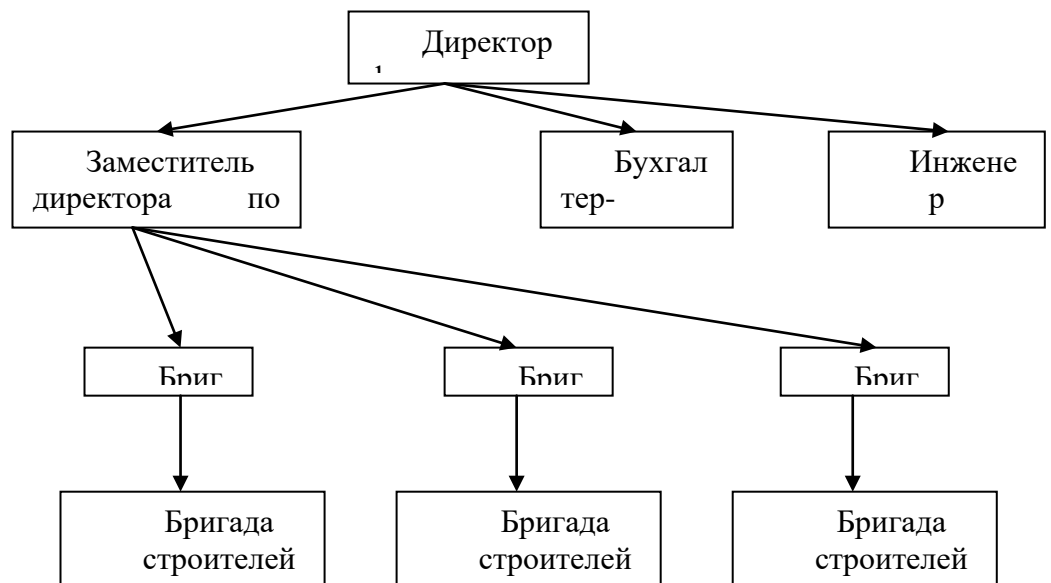 Директор
Заместитель
директора по
Бухгал
тер-
Инжене
р
Бриг
Бриг
Бриг
Бригада
строителей
Бригада
строителей
Бригада
строителей